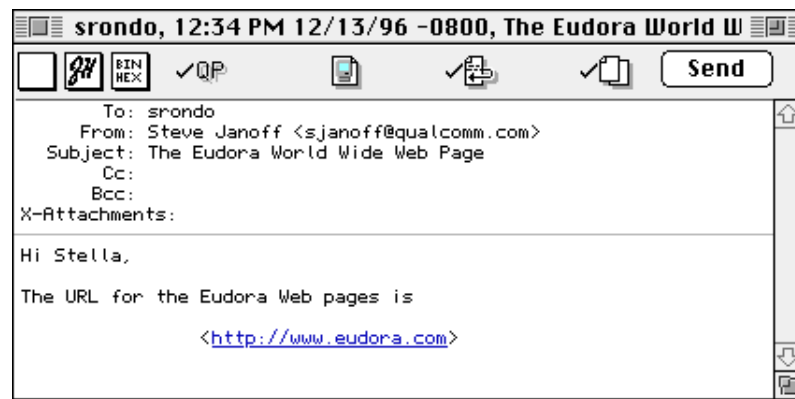 srondo, 12:34 PM 12/13/96 -0800, The Eudora World W
BIN HEX QP Send
To: srondo
From: Steve Janoff <sjanoff@qualcomm.com>
Subject: The Eudora World Wide Web Page
Cc:
Bcc:
X-Attachments:
Hi Stella,
The URL for the Eudora Web pages is
<http://www.eudora.com>